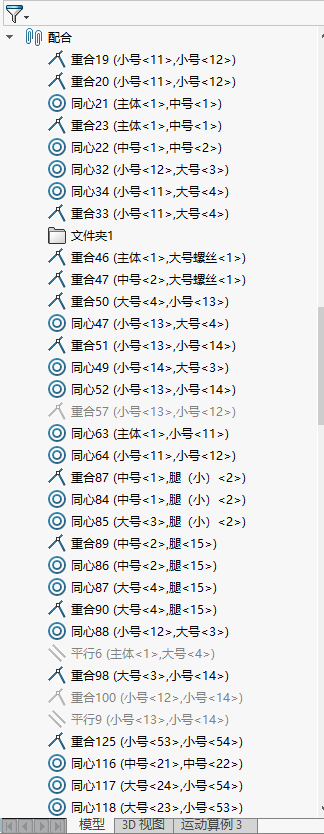 配合
重合19 (小号<11>,小号<12>)
重合20 (小号<11>,小号<12>)
同心21 (主体<1>,中号<1>)
重合23 (主体<1>,中号<1>)
同心22 (中号<1>,中号<2>)
同心32 (小号<12>,大号<3>)
同心34 (小号<11>,大号<4>)
重合33 (小号<11>,大号<4>)
文件夹1
重合46 (主体<1>,大号螺丝<1>)
重合47 (中号<2>,大号螺丝<1>)
重合50 (大号<4>,小号<13>)
同心47 (小号<13>,大号<4>)
重合51 (小号<13>,小号<14>)
同心49 (小号<14>,大号<3>)
同心52 (小号<13>,小号<14>)
重合57 (小号<13>,小号<12>)
同心63 (主体<1>,小号<11>)
同心64 (小号<11>,小号<12>)
重合87 (中号<1>,腿（小）<2>)
同心84 (中号<1>,腿（小）<2>)
同心85 (大号<3>,腿（小）<2>)
重合89 (中号<2>,腿<15>)
同心86 (中号<2>,腿<15>)
同心87 (大号<4>,腿<15>)
重合90 (大号<4>,腿<15>)
同心88 (小号<12>,大号<3>)
平行6 (主体<1>,大号<4>)
重合98 (大号<3>,小号<14>)
重合100 (小号<12>,小号<14>)
平行9 (小号<13>,小号<14>)
重合125 (小号<53>,小号<54>)
同心116 (中号<21>,中号<22>)
同心117 (大号<24>,小号<54>)
同心118 (大号<23>,小号<53>)
模型 3D 视图 运动算例 3